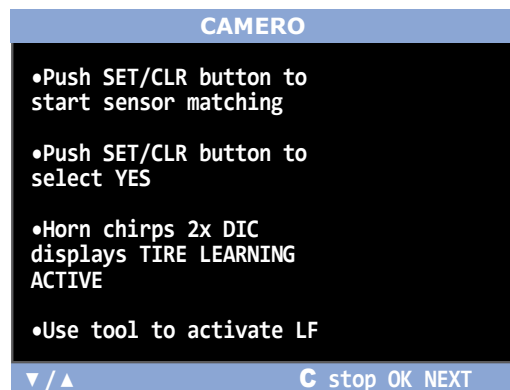 CAMERO
•Push SET/CLR button to
start sensor matching
•Push SET/CLR button to
select YES
•Horn chirps 2x DIC
displays TIRE LEARNING
ACTIVE
•Use tool to activate LF
▼/▲ C stop OK NEXT